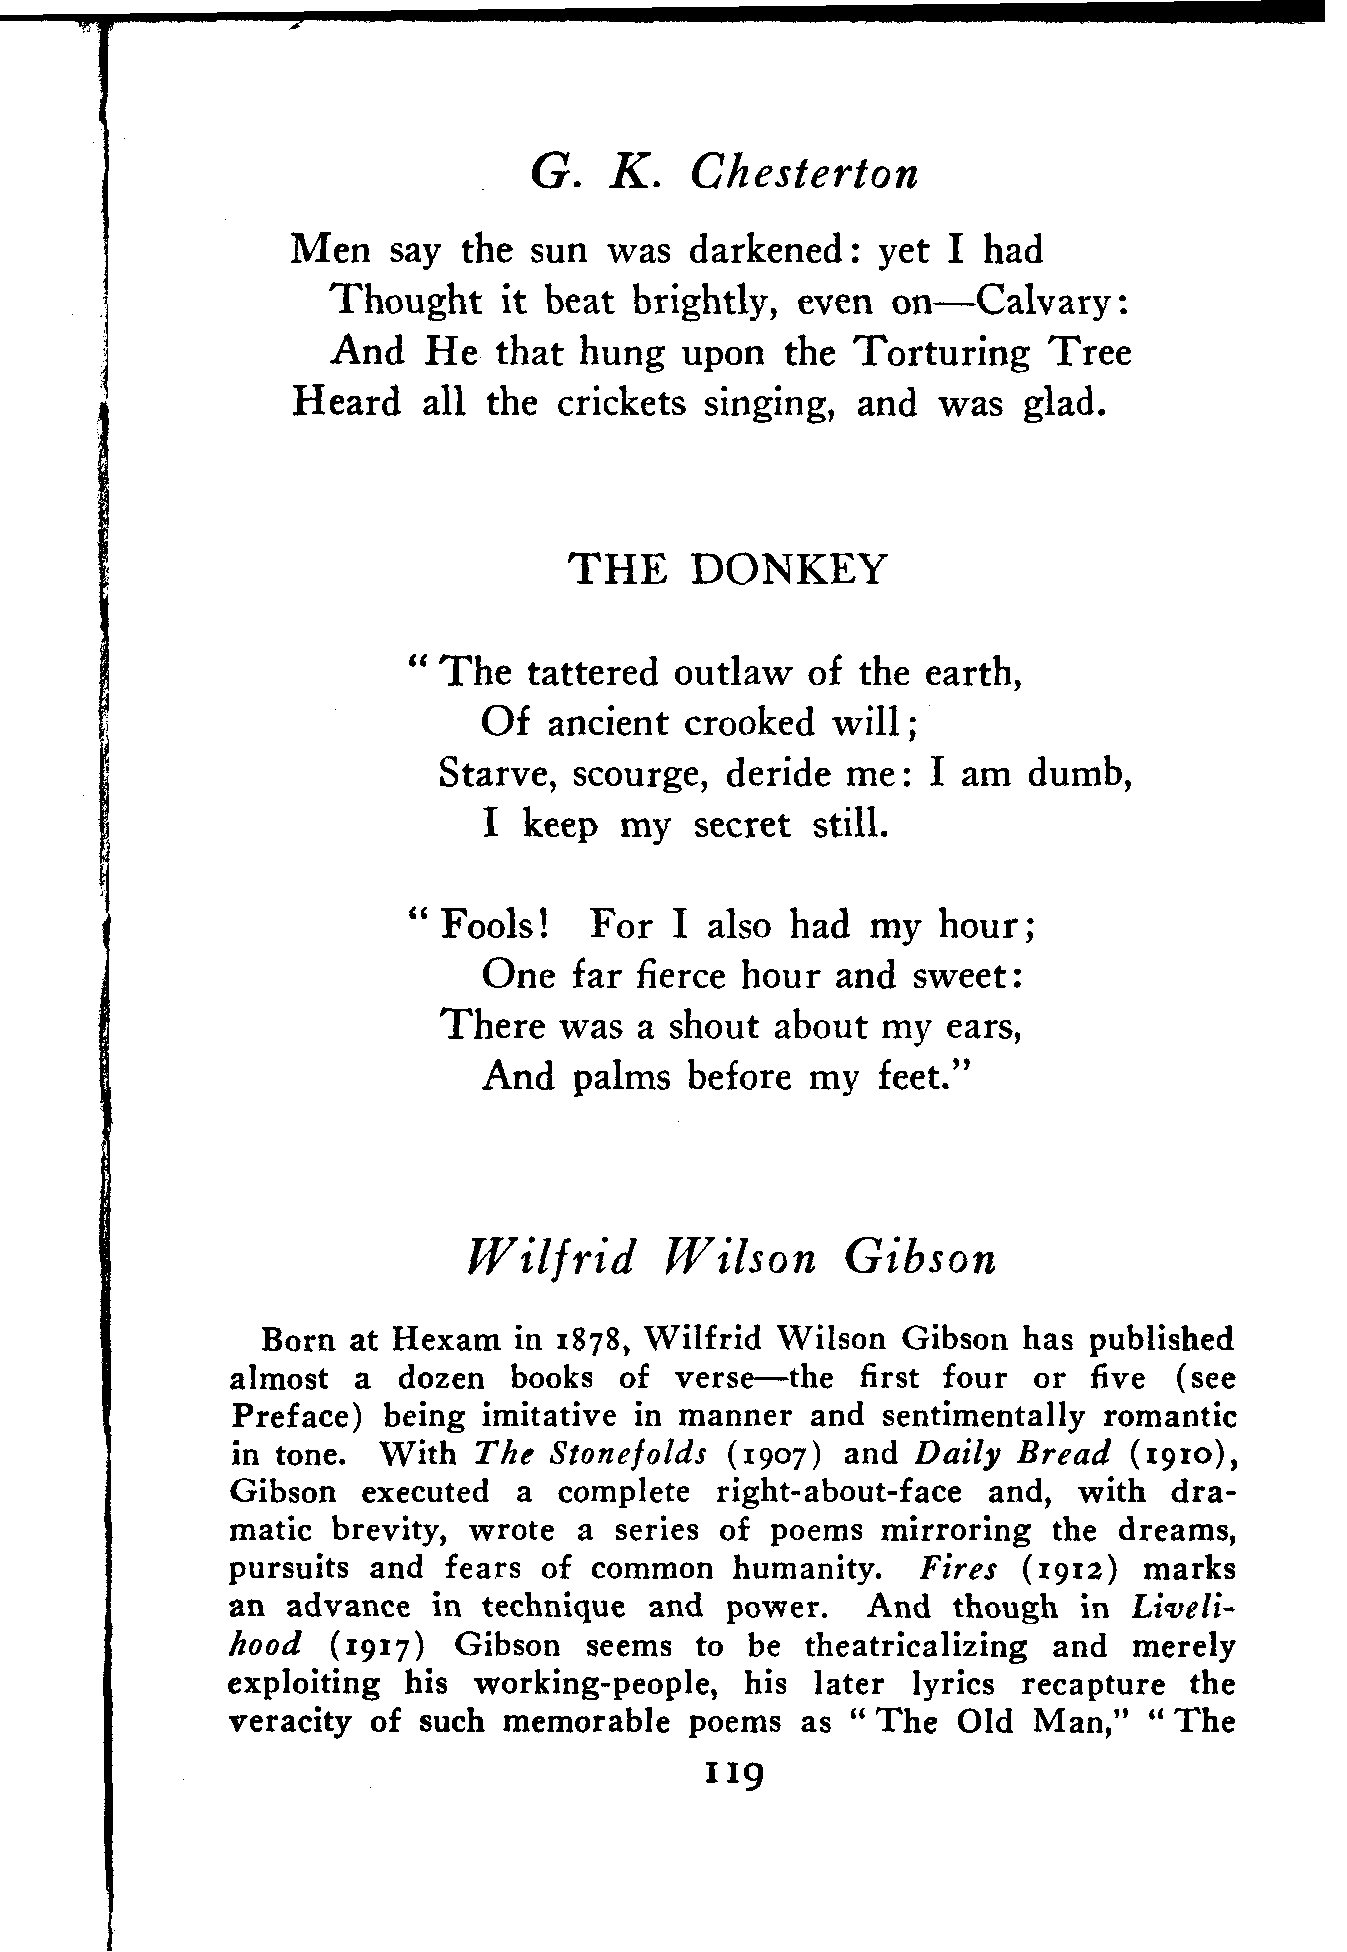 G. K. Chesterton
Men say the sun was darkened: yet I had
Thought it beat brightly, even on—Calvary:
And He that hung upon the Torturing Tree
Heard all the crickets singing, and was glad.
THE DONKEY
“The tattered outlaw of the earth,
Of ancient crooked will;
Starve, scourge, deride me: I am dumb,
I keep my secret still.
“Fools! For I also had my hour;
One far fierce hour and sweet:
There was a shout about my ears,
And palms before my feet.”
Wilfrid Wilson Gibson
Born at Hexam in 1878, Wilfrid Wilson Gibson has published
almost a dozen books of verse—the first four or five (see
Preface) being imitative in manner and sentimentally romantic
in tone. With The Stonefolds (1907) and Daily Bread (1910),
Gibson executed a complete right-about-face and, with dra-
matic brevity, wrote a series of poems mirroring the dreams,
pursuits and fears of common humanity. Fires (1912) marks
an advance in technique and power. And though in Liveli-
hood (1917) Gibson seems to be theatricalizing and merely
exploiting his working-people, his later lyrics recapture the
veracity of such memorable poems as “The Old Man,” “The
119